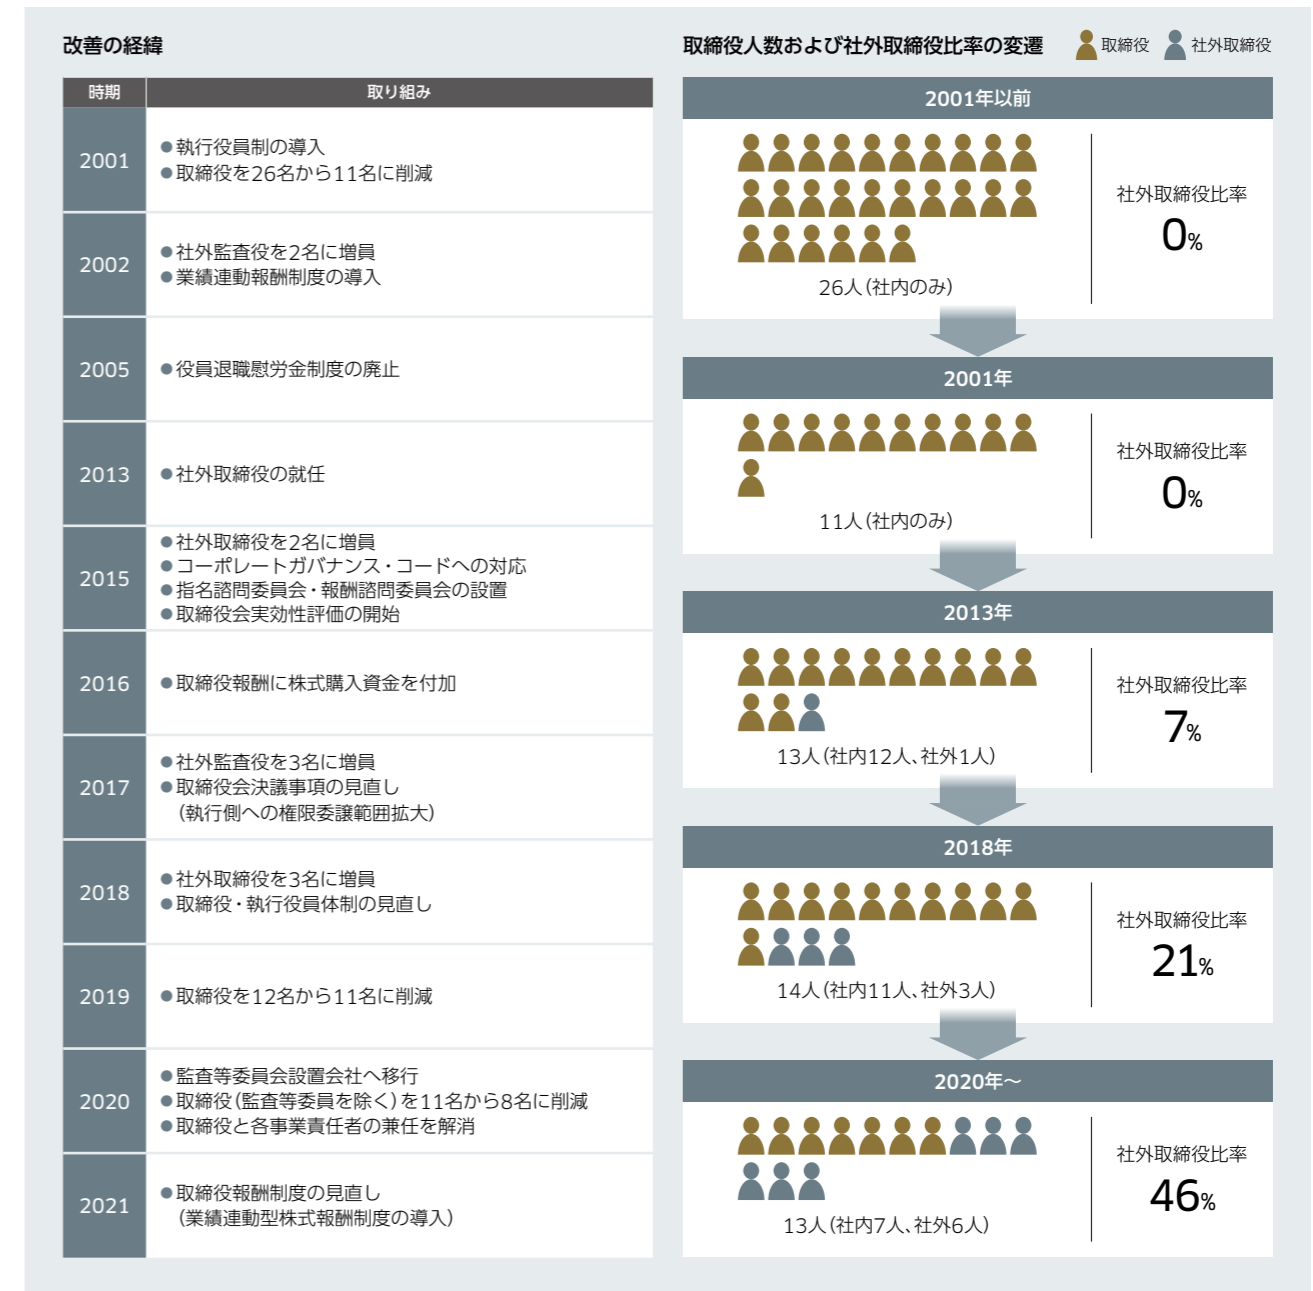 改善の経緯
時期 取り組み
2001
●執行役員制の導入
●取締役を26名から11名に削減
2002
●社外監査役を2名に増員
●業績連動報酬制度の導入
2005
●役員退職慰労金制度の廃止
2013
●社外取締役の就任
2015
●社外取締役を2名に増員
●コーポレートガバナンス・コードへの対応
●指名諮問委員会・報酬諮問委員会の設置
●取締役会実効性評価の開始
2016
●取締役報酬に株式購入資金を付加
2017
●社外監査役を3名に増員
●取締役会決議事項の見直し
(執行側への権限委譲範囲拡大)
2018
●社外取締役を3名に増員
●取締役・執行役員体制の見直し
2019
●取締役を12名から11名に削減
2020
●監査等委員会設置会社へ移行
●取締役(監査等委員を除く)を11名から8名に削減
●取締役と各事業責任者の兼任を解消
2021
●取締役報酬制度の見直し
(業績連動型株式報酬制度の導入)
取締役人数および社外取締役比率の変遷 取締役 社外取締役
2001年以前
26人(社内のみ)
社外取締役比率
0%
2001年
11人(社内のみ)
社外取締役比率
0%
2013年
13人(社内12人、社外1人)
社外取締役比率
7%
2018年
14人(社内11人、社外3人)
社外取締役比率
21%
2020年〜
13人(社内7人、社外6人)
社外取締役比率
46%